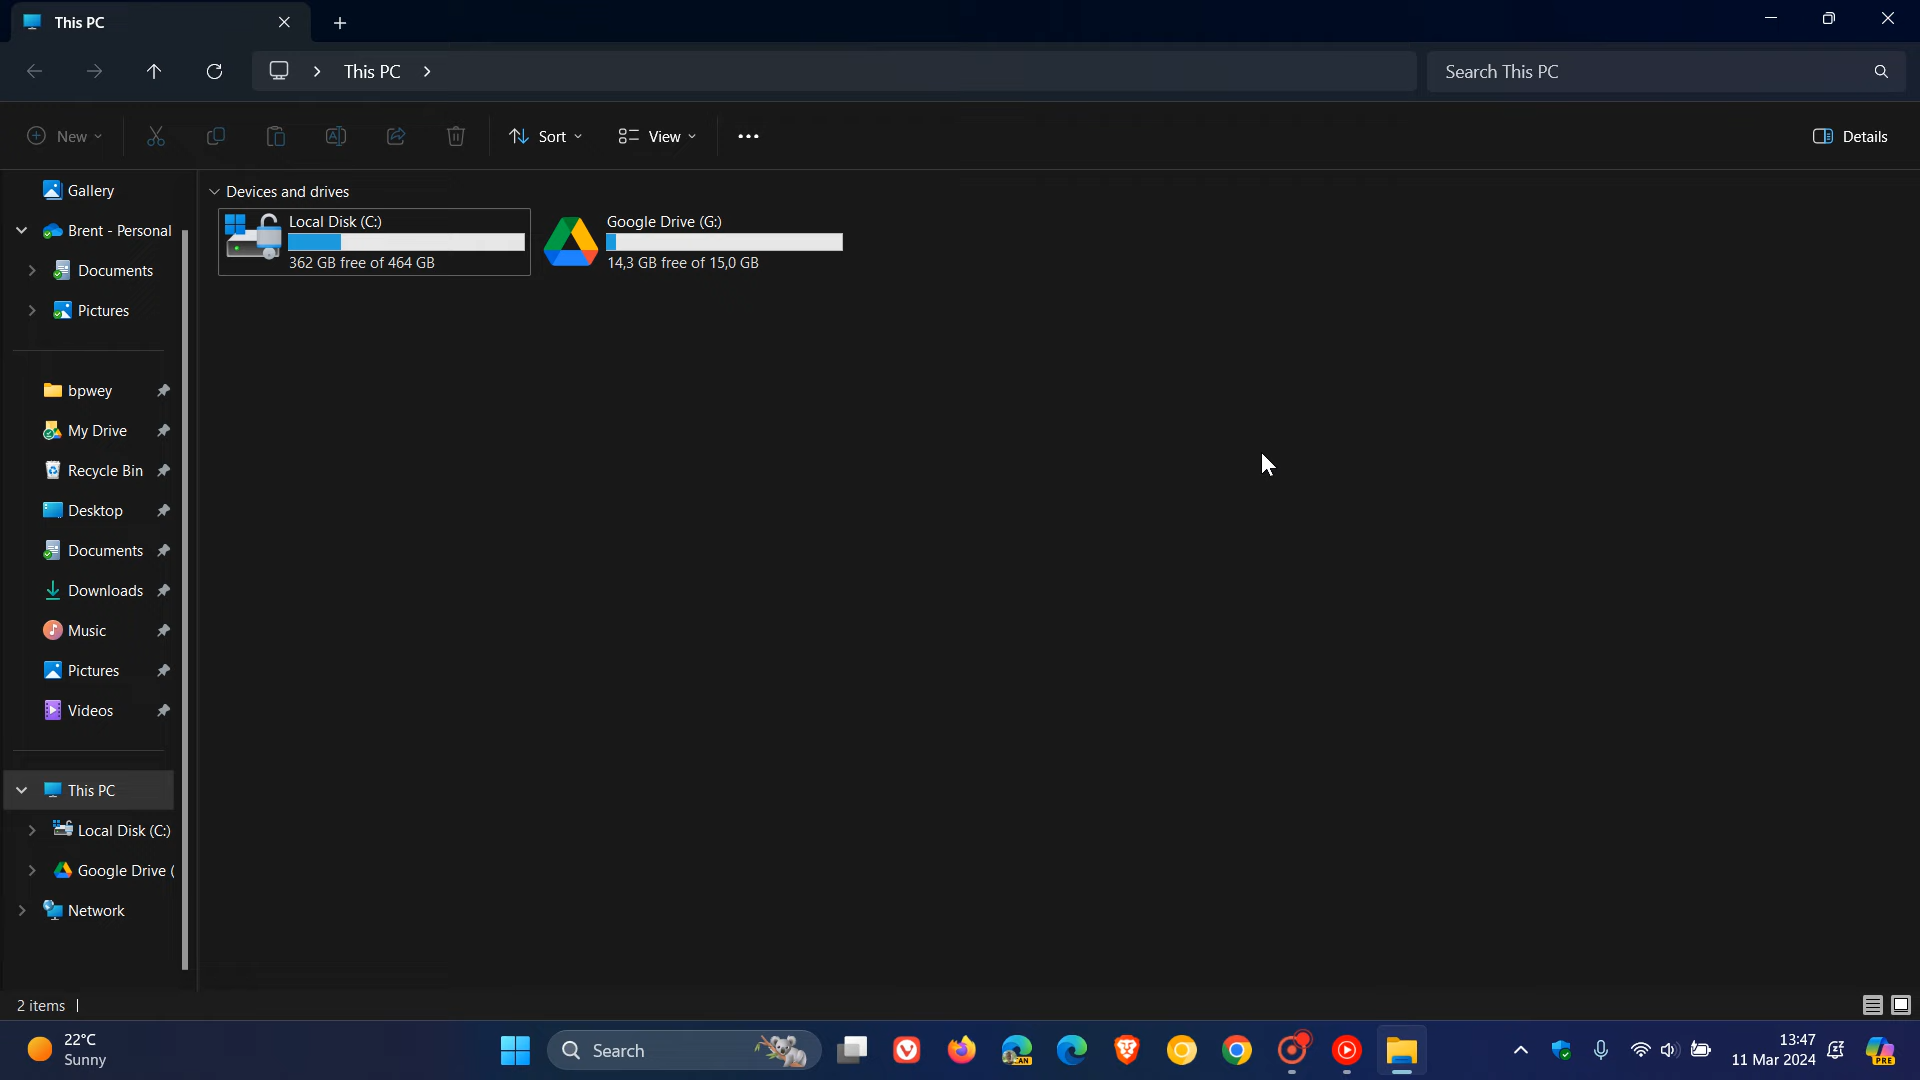 This PC
This PC
Search This PC
New
Sort
View
Details
Gallery
Brent - Personal
Documents
Pictures
bpwey
My Drive
Recycle Bin
Desktop
Documents
Downloads
Music
Pictures
Videos
This PC
Local Disk (C:)
Google Drive (
Network
Devices and drives
Local Disk (C:)
362 GB free of 464 GB
Google Drive (G:)
14,3 GB free of 15,0 GB
2 items
22°C
Sunny
Search
CAN
13:47
11 Mar 2024
PRE